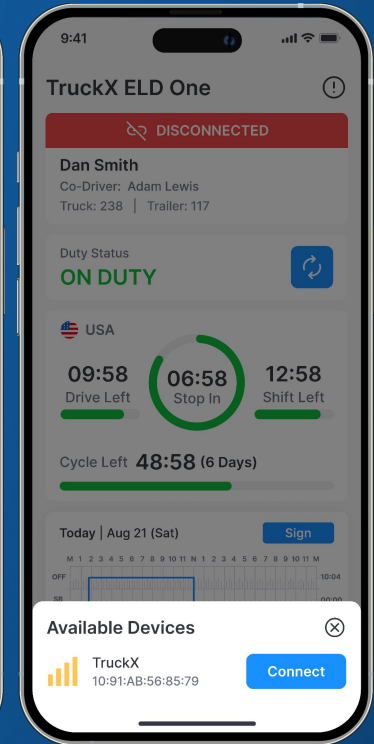 9:41
TruckX ELD One
DISCONNECTED
Dan Smith
Co-Driver: Adam Lewis
Truck: 238 | Trailer: 117
Duty Status
ON DUTY
USA
09:58
Drive Left
06:58
Stop In
12:58
Shift Left
Cycle Left 48:58 (6 Days)
Today | Aug 21 (Sat)
Sign
M 1 2 3 4 5 6 7 8 9 10 11 N 1 2 3 4 5 6 7 8 9 10 11 M
OFF 10:04
SB 00:00
Available Devices
TruckX
10:91:AB:56:85:79
Connect